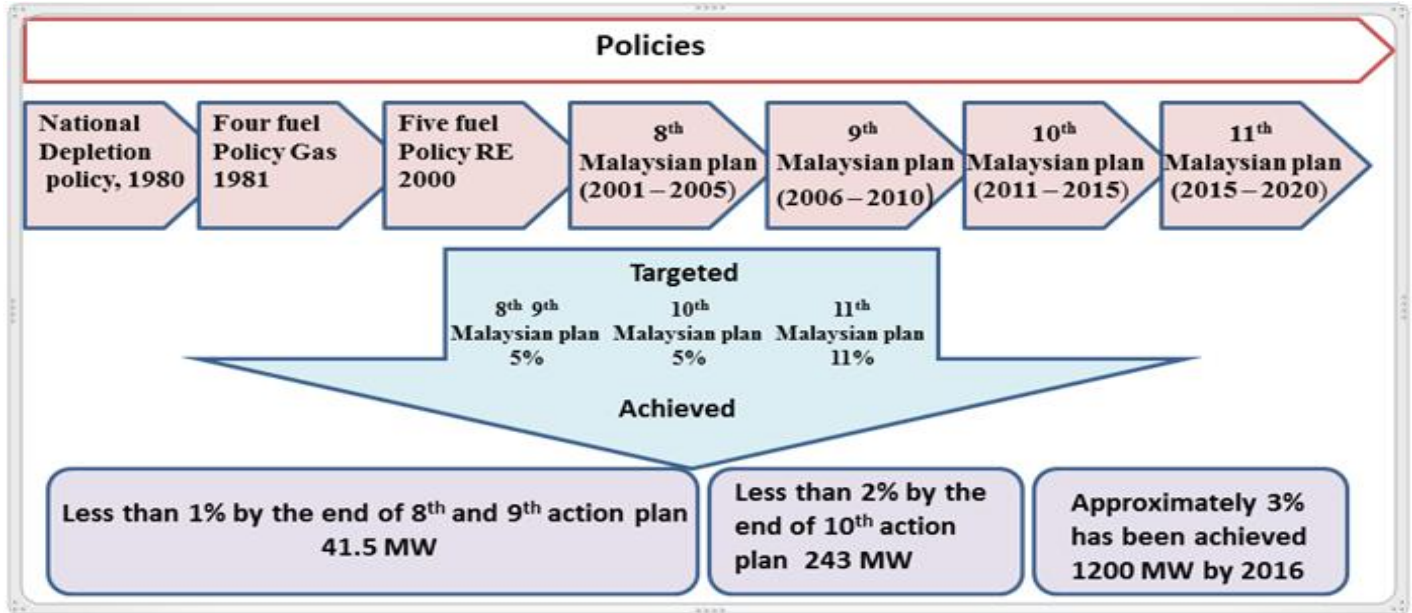 Policies
National
Depletion
policy, 1980
Four fuel
Policy Gas
1981
Five fuel
Policy RE
2000
8th
Malaysian plan
(2001–2005)
9th
Malaysian plan
(2006–2010)
10th
Malaysian plan
(2011–2015)
11th
Malaysian plan
(2015–2020)
Targeted
8th 9th
Malaysian plan
5%
10th
Malaysian plan
5%
11th
Malaysian plan
11%
Achieved
Less than 1% by the end of 8th and 9th action plan
41.5 MW
Less than 2% by the
end of 10th action
plan 243 MW
Approximately 3%
has been achieved
1200 MW by 2016